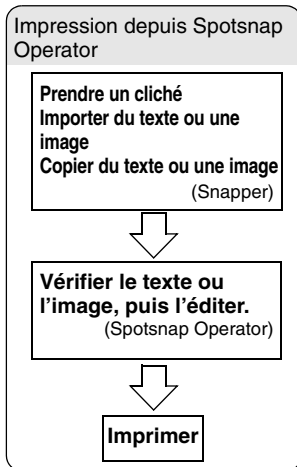 Impression depuis Spotsnap
Operator
Prendre un cliché
Importer du texte ou une
image
Copier du texte ou une image
(Snapper)
Vérifier le texte ou
l'image, puis l'éditer.
(Spotsnap Operator)
Imprimer